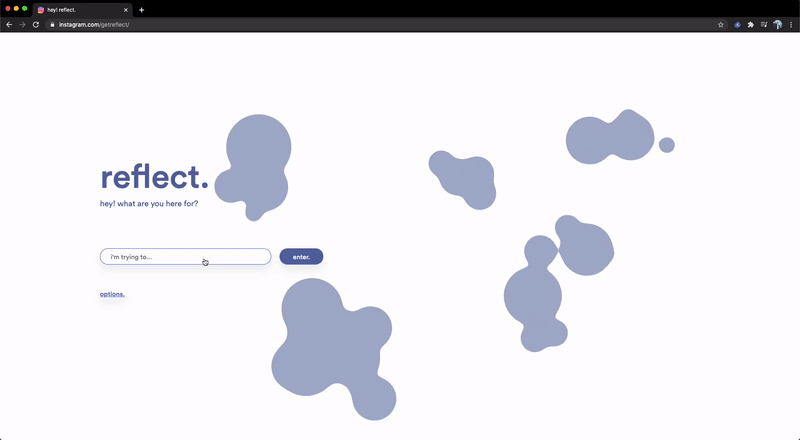 hey! reflect.
instagram.com/getreflect/
reflect.
hey! what are you here for?
i'm trying to...
enter.
options.